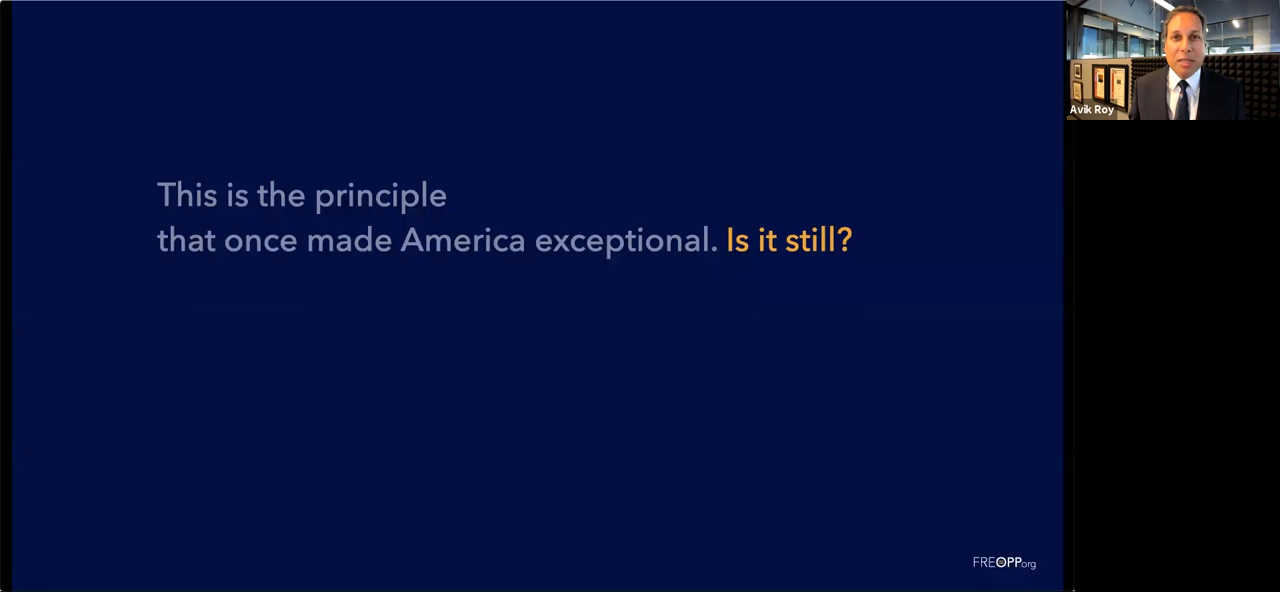 This is the principle
that once made America exceptional. Is it still?
Avik Roy
FREOPP.org